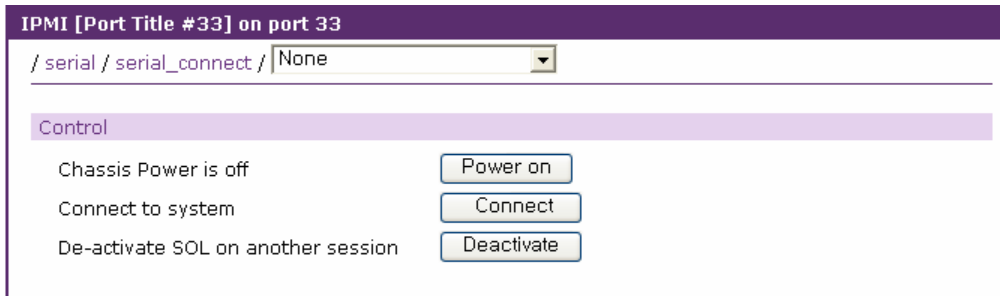 IPMI [Port Title #33] on port 33
/ serial / serial_connect / None
Control
Chassis Power is off Power on
Connect to system Connect
De-activate SOL on another session Deactivate